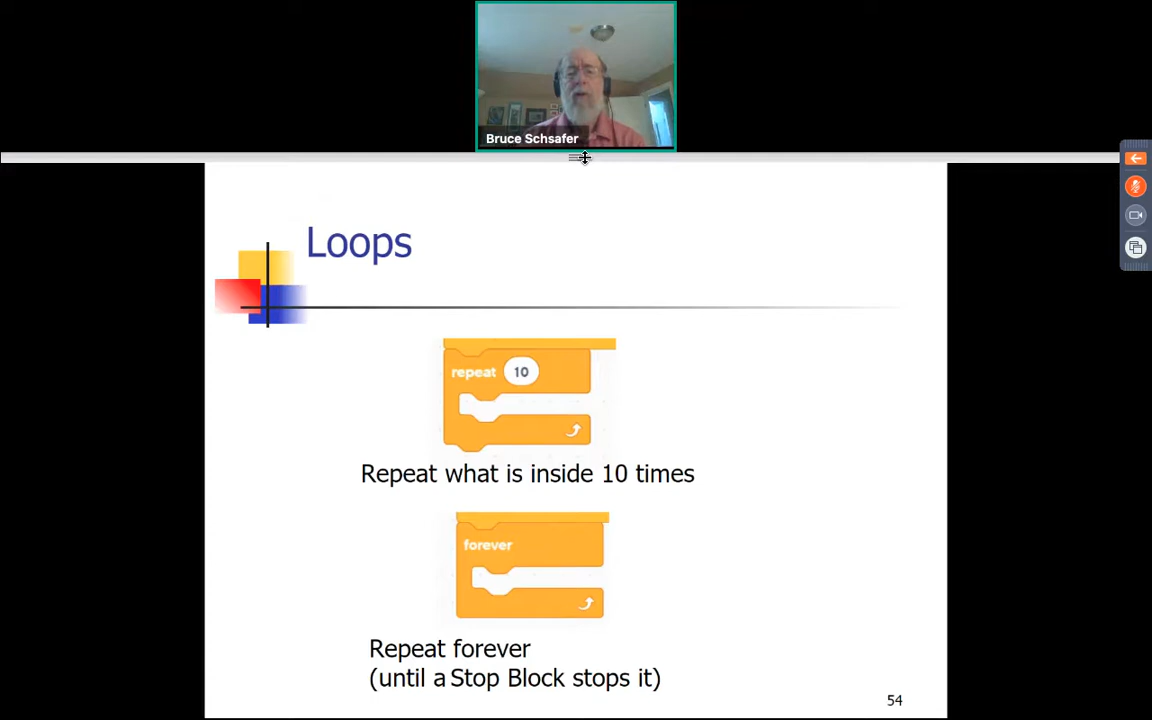 Bruce Schsafer
Loops
repeat 10
Repeat what is inside 10 times
forever
Repeat forever
(until a Stop Block stops it)
54